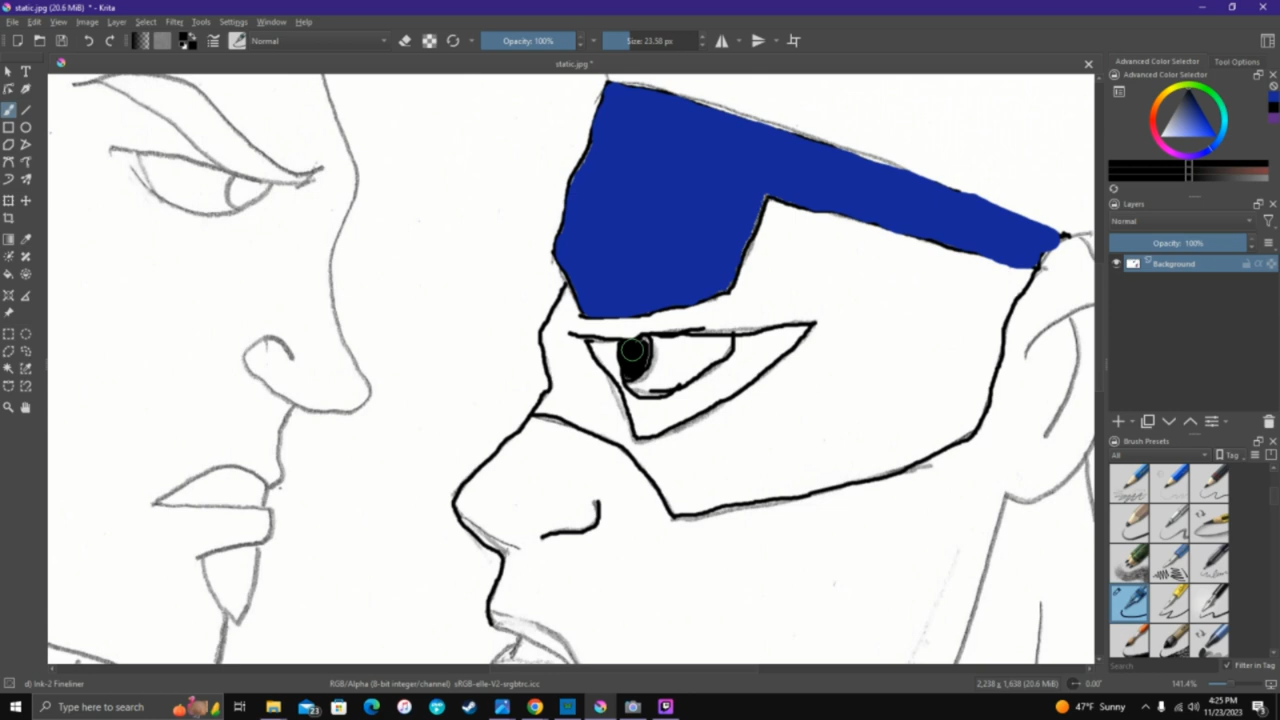 static.jpg (20.6 MiB) * - Krita
File Edit View Image Layer Select Filter Tools Settings Window Help
Normal Opacity: 100% Size: 23.58 px
static.jpg *
Advanced Color Selector Tool Options
Advanced Color Selector
Layers
Normal
Opacity: 100%
Background
Brush Presets
All Tag
Search Filter in Tag
d) Ink-2 Fineliner RGB/Alpha (8-bit integer/channel) sRGB-elle-V2-srgbtrc.icc 2,238 x 1,638 (20.6 MiB) 0.00° 141.4%
Type here to search 23 47°F Sunny 4:25 PM
11/23/2023 3